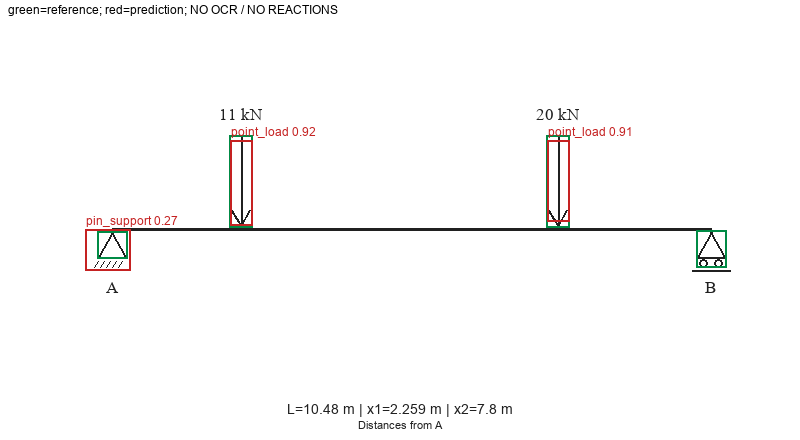 green=reference; red=prediction; NO OCR / NO REACTIONS
11 kN
20 kN
point_load 0.92
point_load 0.91
pin_support 0.27
A
B
L=10.48 m | x1=2.259 m | x2=7.8 m
Distances from A